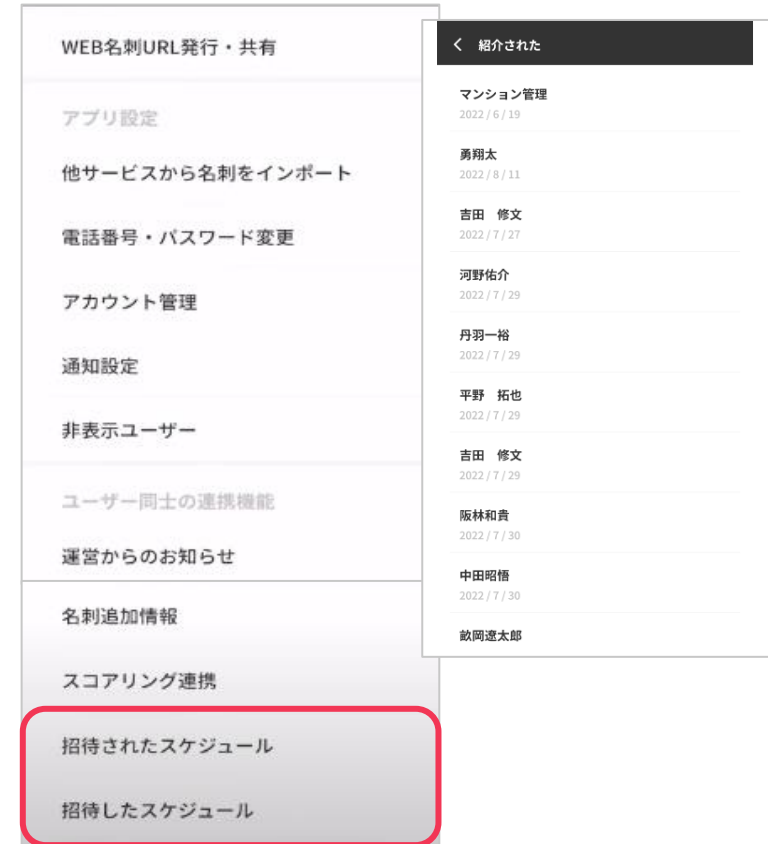 WEB名刺URL発行・共有
アプリ設定
他サービスから名刺をインポート
電話番号・パスワード変更
アカウント管理
通知設定
非表示ユーザー
ユーザー同士の連携機能
運営からのお知らせ
名刺追加情報
スコアリング連携
招待されたスケジュール
招待したスケジュール
紹介された
マンション管理
2022 / 6 / 19
勇翔太
2022 / 8 / 11
吉田　修文
2022 / 7 / 27
河野佑介
2022 / 7 / 29
丹羽一裕
2022 / 7 / 29
平野　拓也
2022 / 7 / 29
吉田　修文
2022 / 7 / 29
阪林和貴
2022 / 7 / 30
中田昭悟
2022 / 7 / 30
畝岡遼太郎